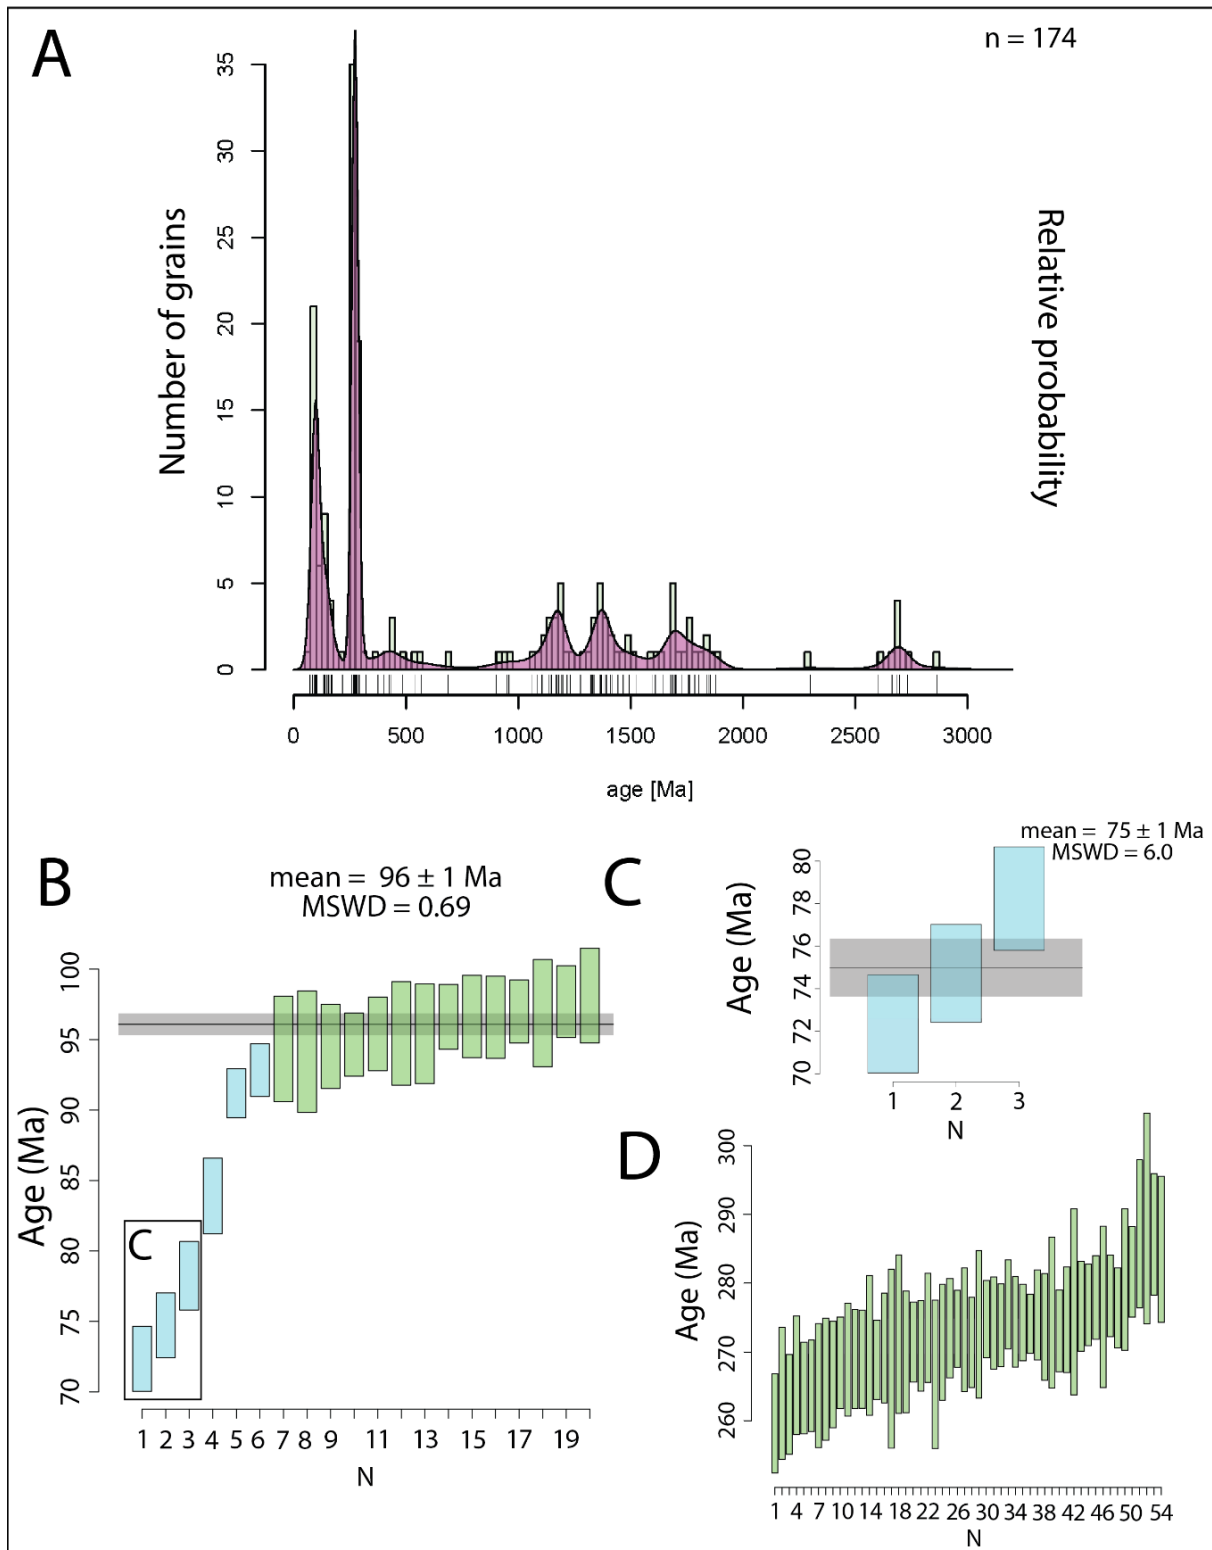 A
n = 174
Number of grains
Relative probability
35
30
25
20
15
10
5
0
0 500 1000 1500 2000 2500 3000
age [Ma]
B
mean = 96 ± 1 Ma
MSWD = 0.69
Age (Ma)
100
95
90
85
80
75
70
C
1 2 3 4 5 6 7 8 9 11 13 15 17 19
N
C
mean = 75 ± 1 Ma
MSWD = 6.0
Age (Ma)
80
78
76
74
72
70
1 2 3
N
D
Age (Ma)
300
290
280
270
260
1 4 7 10 14 18 22 26 30 34 38 42 46 50 54
N